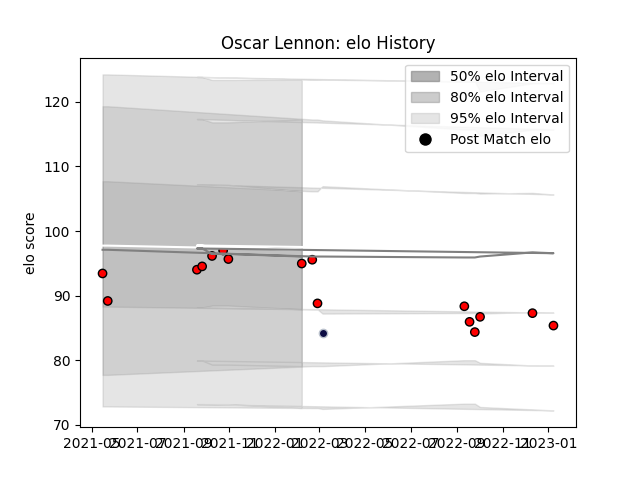 Oscar Lennon: elo History
50% elo Interval
80% elo Interval
95% elo Interval
Post Match elo
elo score
120
110
100
90
80
70
2021-05 2021-07 2021-09 2021-11 2022-01 2022-03 2022-05 2022-07 2022-09 2022-11 2023-01